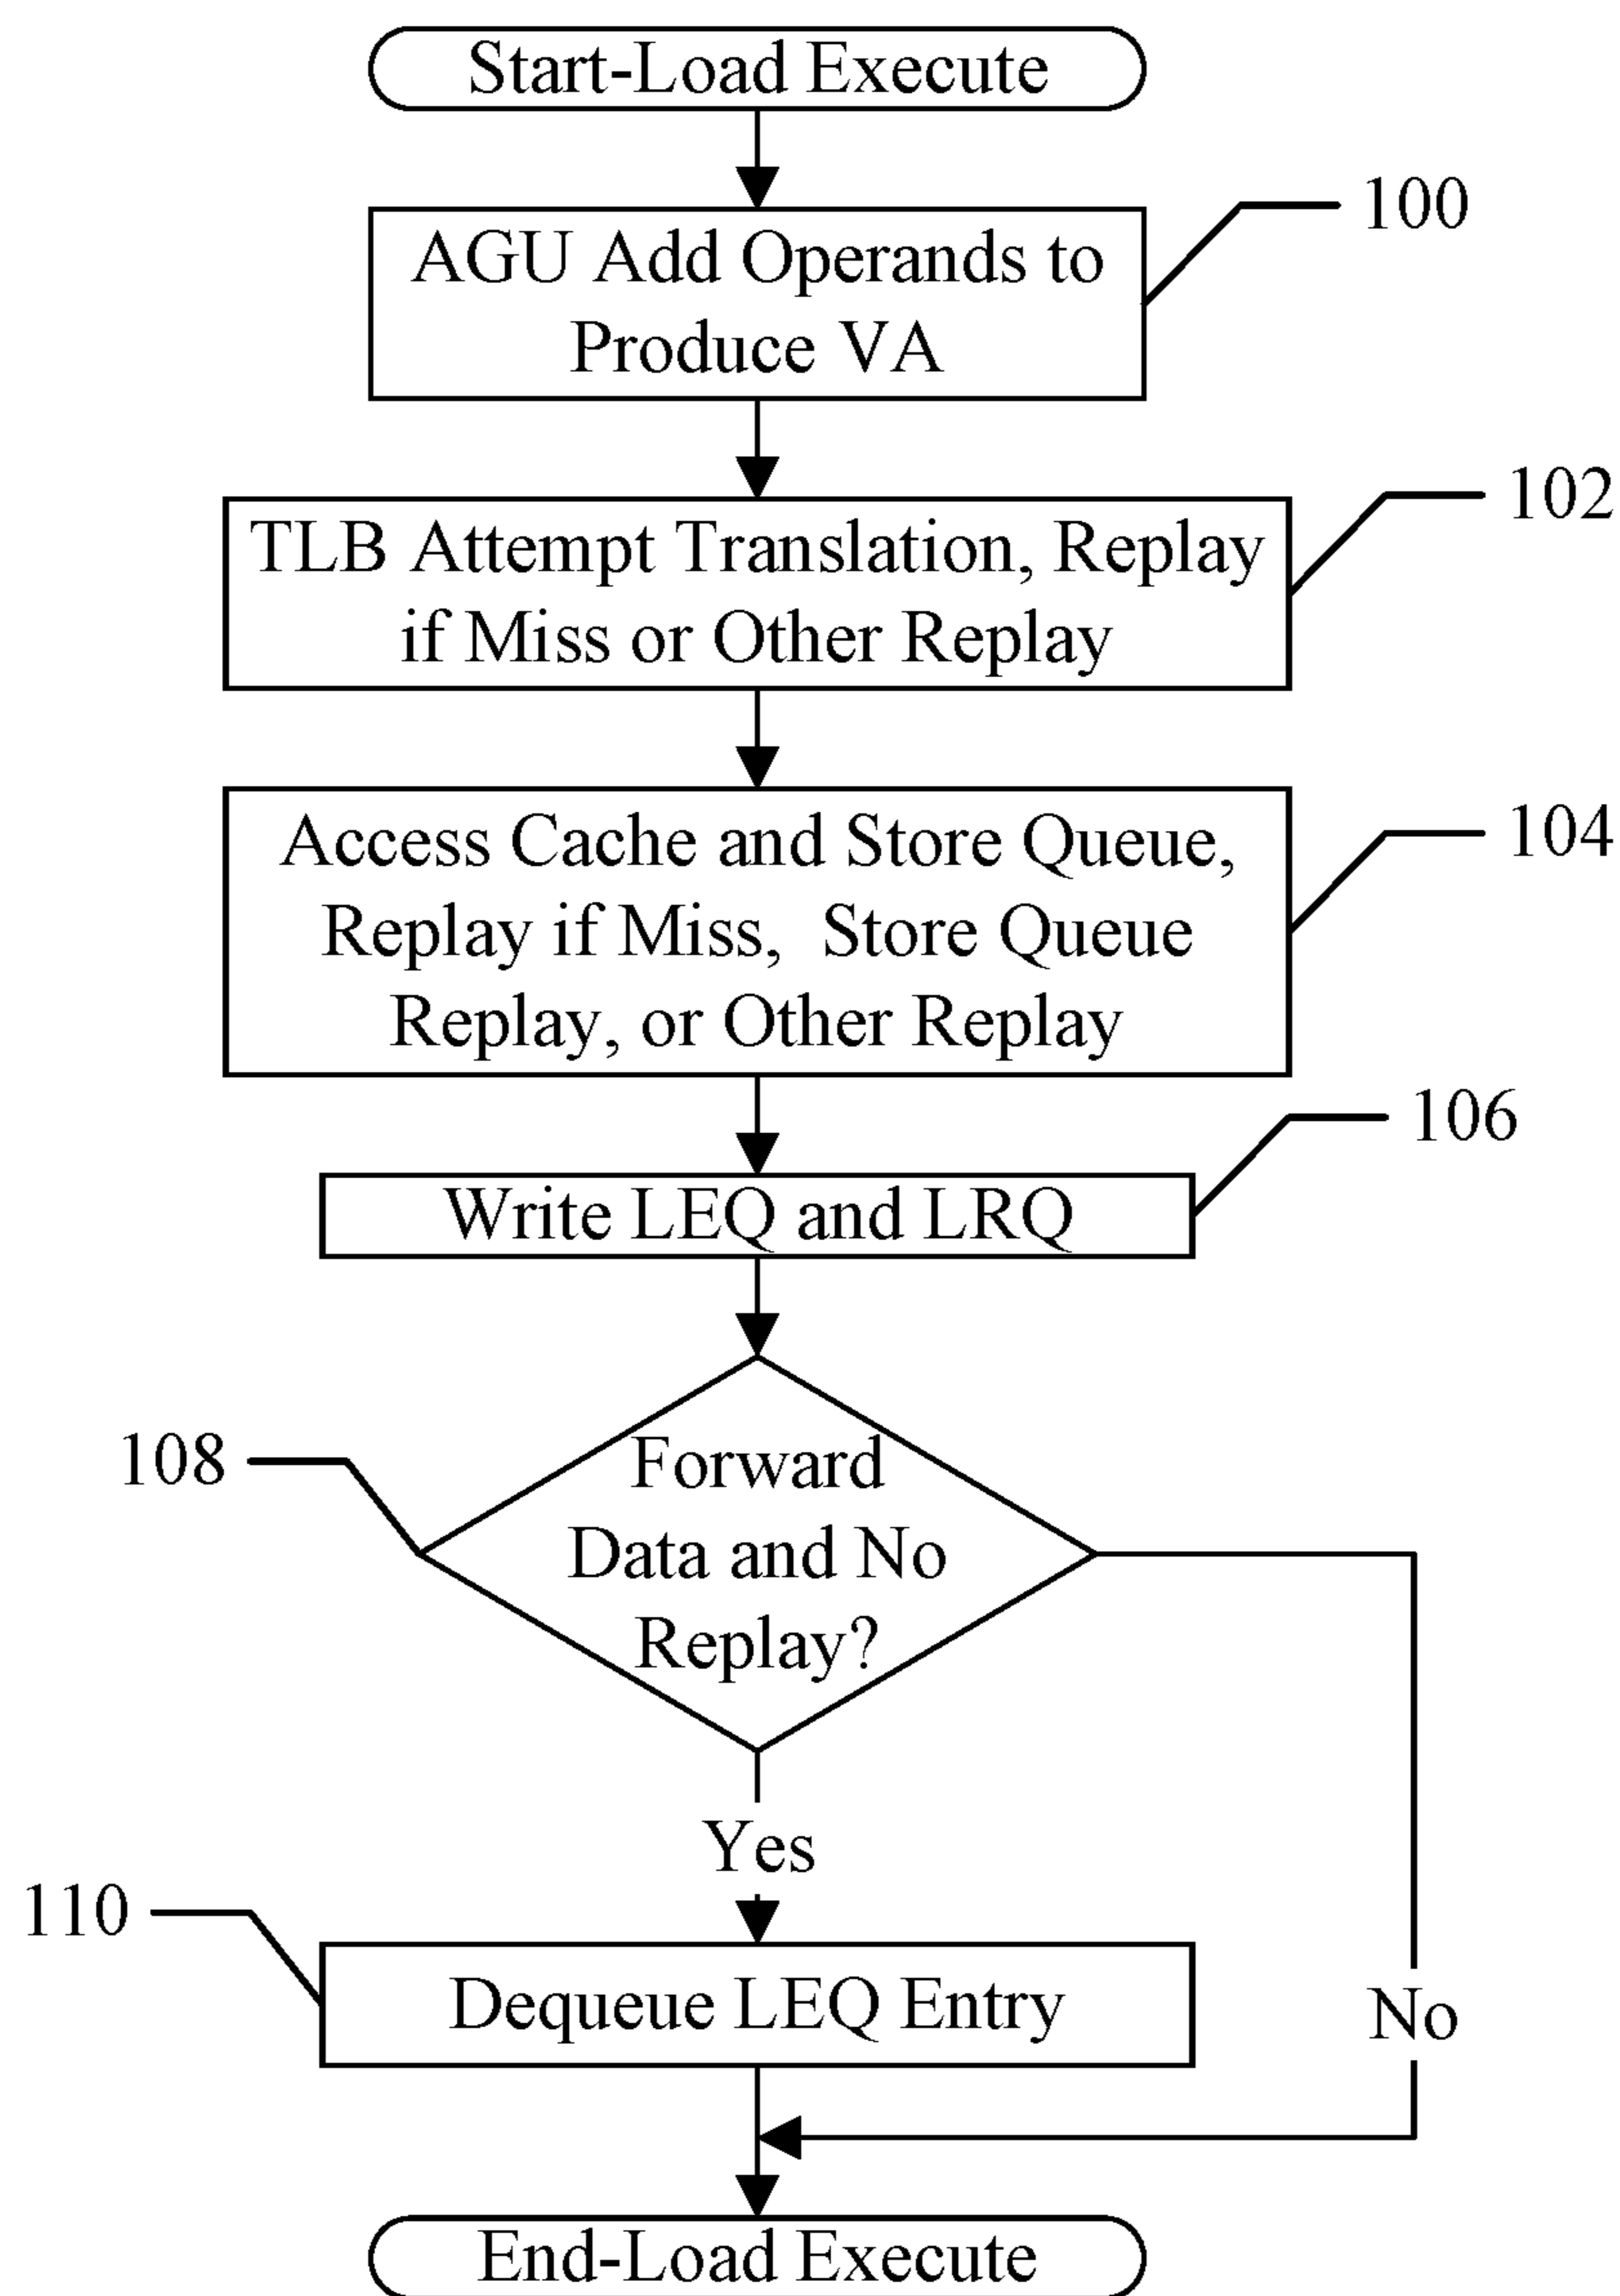 Start-Load Execute
100
AGU Add Operands to
Produce VA
102
TLB Attempt Translation, Replay
if Miss or Other Replay
104
Access Cache and Store Queue,
Replay if Miss, Store Queue
Replay, or Other Replay
106
Write LEQ and LRQ
108
Forward
Data and No
Replay?
Yes
110
Dequeue LEQ Entry
No
End-Load Execute